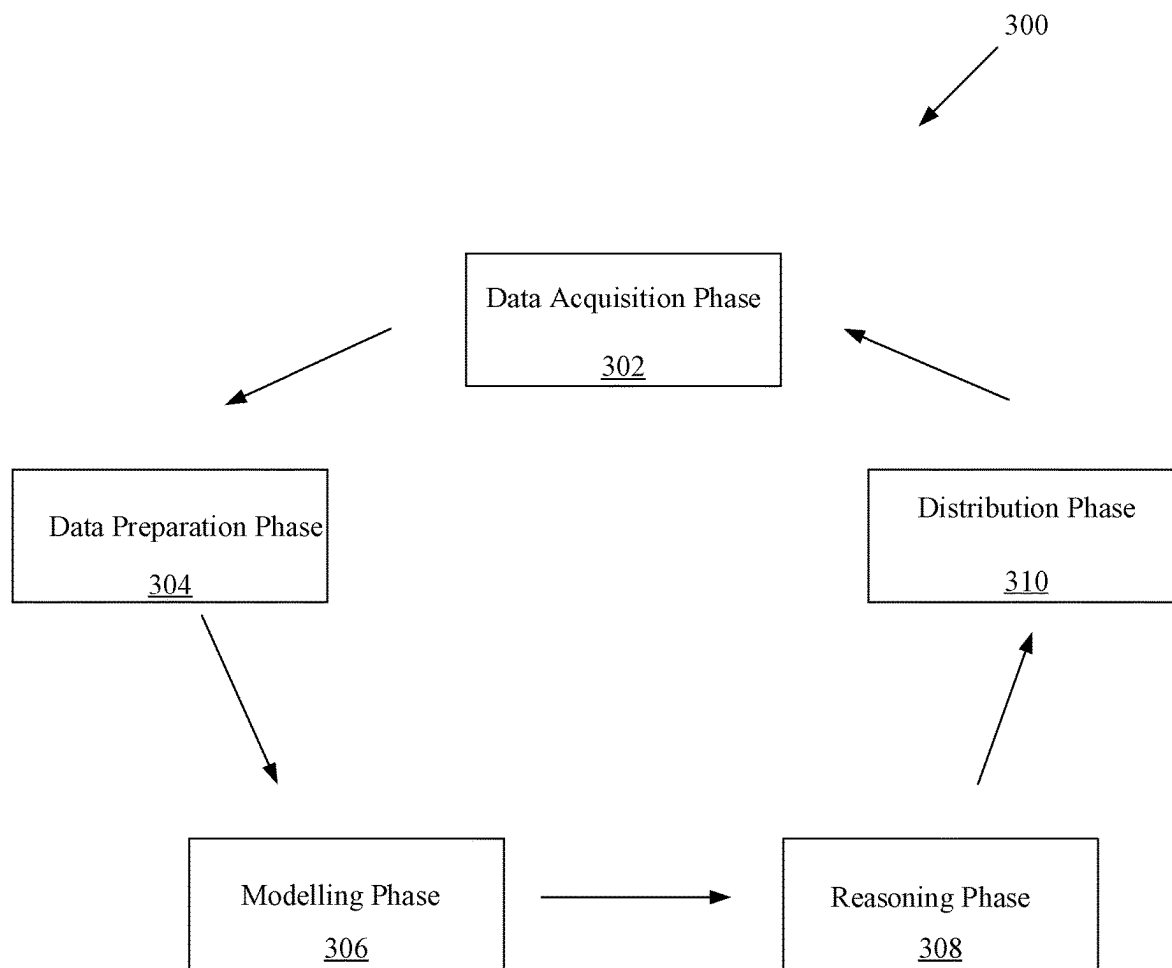 300
Data Acquisition Phase
302
Data Preparation Phase
304
Distribution Phase
310
Modelling Phase
306
Reasoning Phase
308